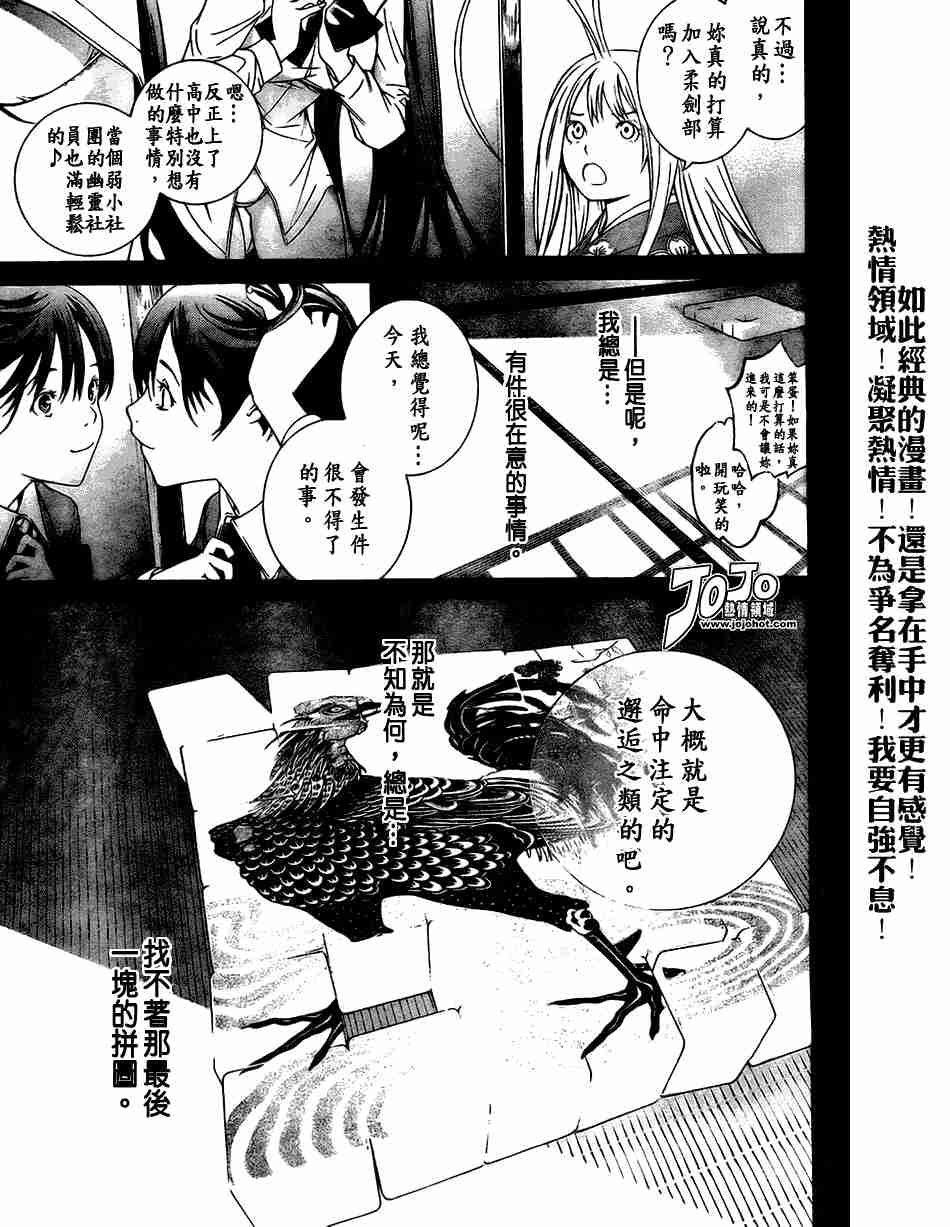 不過…
說真的，
妳真的打算
加入柔劍部
嗎？
嗯…
反正上了
高中也沒有
什麼特別想
做的事情，
當個弱小社
團的幽靈社
員也滿輕鬆
的♪
笨蛋！如果妳真
這麼打算的話，
我可是不會讓妳
進來的！
哈哈，
開玩笑的
啦。
——但是呢，
我總是…
有件很在意的事情。
我總覺得呢…
今天，
會發生件
很不得了
的事。
JOJO
熱情領域
www.jojohot.com
大概就是
命中注定的
邂逅之類的吧。
那就是
不知為何，總是…
找不著那最後
一塊的拼圖。
如此經典的漫畫！還是拿在手中才更有感覺！
熱情領域！凝聚熱情！不為爭名奪利！我要自強不息！